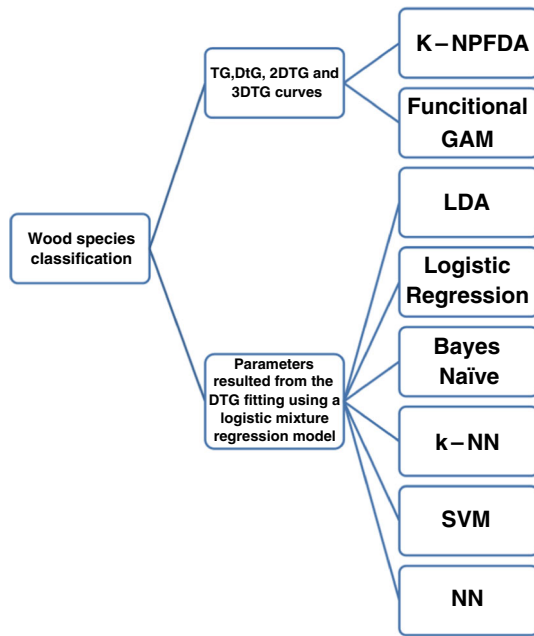 Wood species
classification
TG,DtG, 2DTG and
3DTG curves
K–NPFDA
Funcitional
GAM
Parameters
resulted from the
DTG fitting using a
logistic mixture
regression model
LDA
Logistic
Regression
Bayes
Naïve
k–NN
SVM
NN